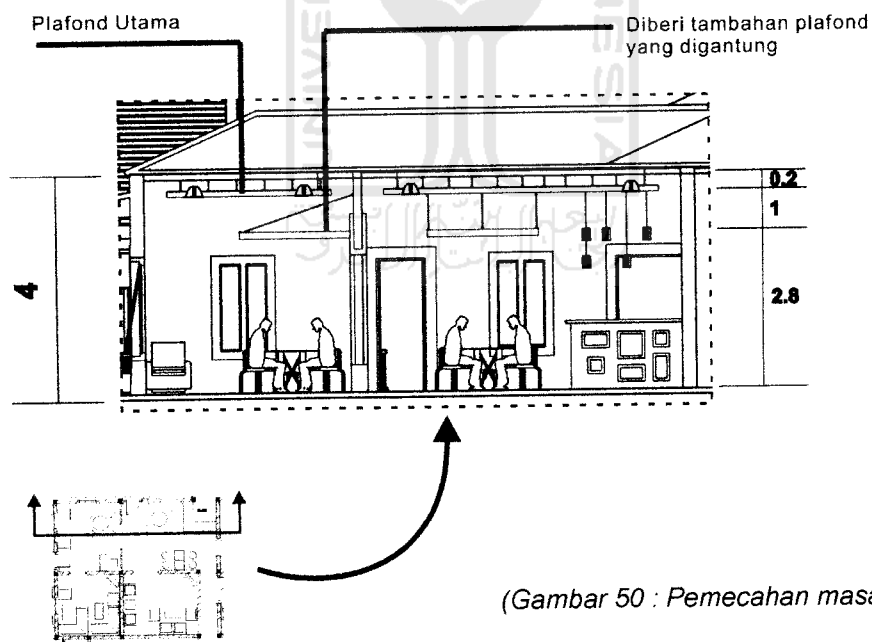 Plafond Utama
Diberi tambahan plafond
yang digantung
0.2
1
4
2.8
(Gambar 50 : Pemecahan masa